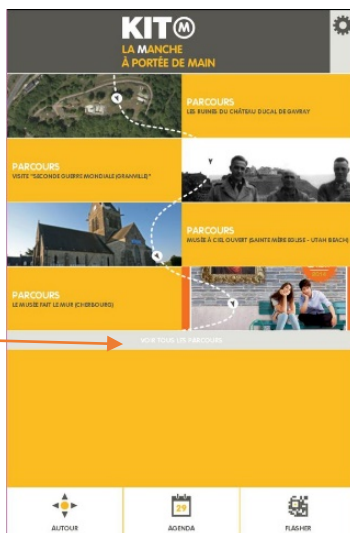 KIT M
LA MANCHE
À PORTÉE DE MAIN
PARCOURS
LES RUINES DU CHÂTEAU DUCAL DE GAVRAY
PARCOURS
VISITE "SECONDE GUERRE MONDIALE (GRANVILLE)"
PARCOURS
MUSÉE À CIEL OUVERT (SAINTE MÈRE EGLISE - UTAH BEACH)
PARCOURS
LE MUSÉE FAIT LE MUR (CHERBOURG)
VOIR TOUS LES PARCOURS
29
AUTOUR
AGENDA
FLASHER